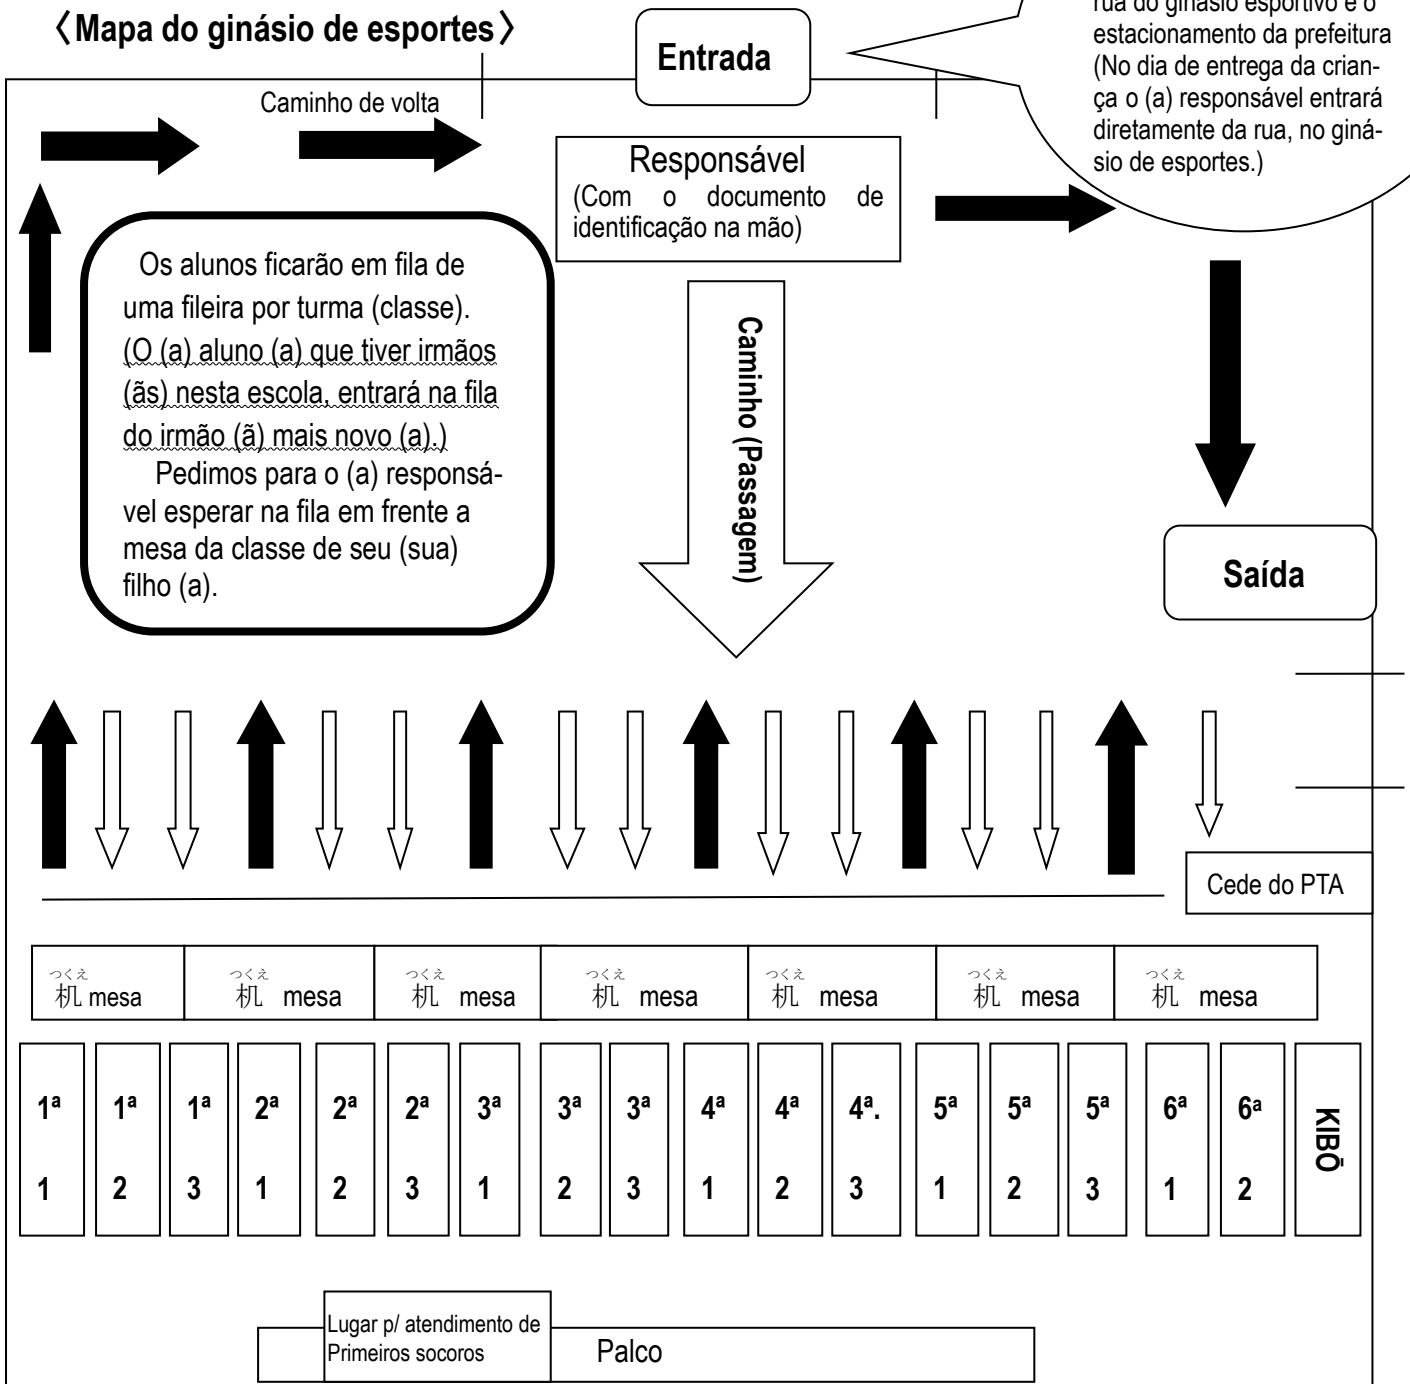 〈Mapa do ginásio de esportes〉
Entrada
rua do ginásio esportivo e o
estacionamento da prefeitura
(No dia de entrega da crian-
ça o (a) responsável entrará
diretamente da rua, no giná-
sio de esportes.)
Caminho de volta
Responsável
(Com o documento de
identificação na mão)
Os alunos ficarão em fila de
uma fileira por turma (classe).
(O (a) aluno (a) que tiver irmãos
(ãs) nesta escola, entrará na fila
do irmão (ã) mais novo (a).)
Pedimos para o (a) responsá-
vel esperar na fila em frente a
mesa da classe de seu (sua)
filho (a).
Caminho (Passagem)
Saída
Cede do PTA
つくえ
机 mesa
つくえ
机 mesa
つくえ
机 mesa
つくえ
机 mesa
つくえ
机 mesa
つくえ
机 mesa
つくえ
机 mesa
1ª
1
1ª
2
1ª
3
2ª
1
2ª
2
2ª
3
3ª
1
3ª
2
3ª
3
4ª
1
4ª
2
4ª.
3
5ª
1
5ª
2
5ª
3
6ª
1
6ª
2
KIBŌ
Lugar p/ atendimento de
Primeiros socoros
Palco